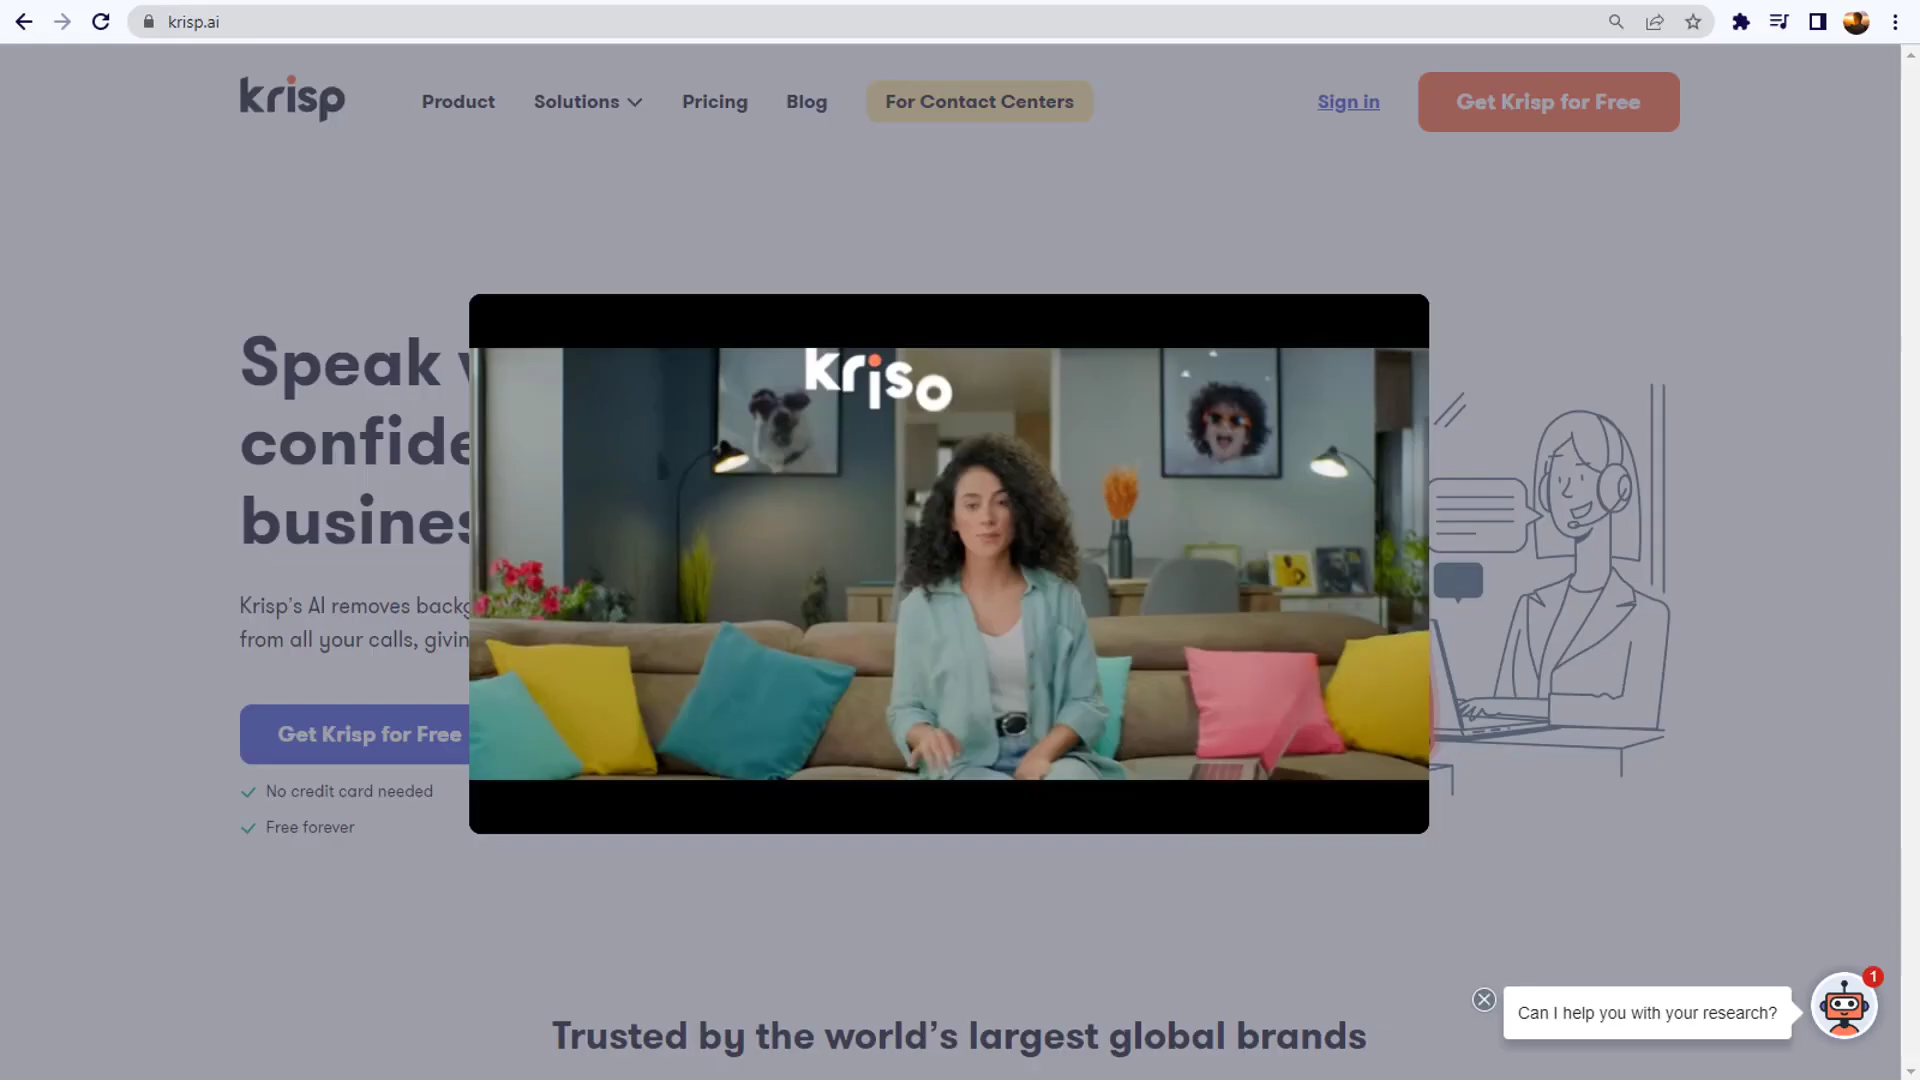 krisp.ai
krisp
Product
Solutions
Pricing
Blog
For Contact Centers
Sign in
Get Krisp for Free
kriso
Speak
confide
busines
Krisp's AI removes backg
from all your calls, givin
Get Krisp for Free
No credit card needed
Free forever
Trusted by the world's largest global brands
Can I help you with your research?
1